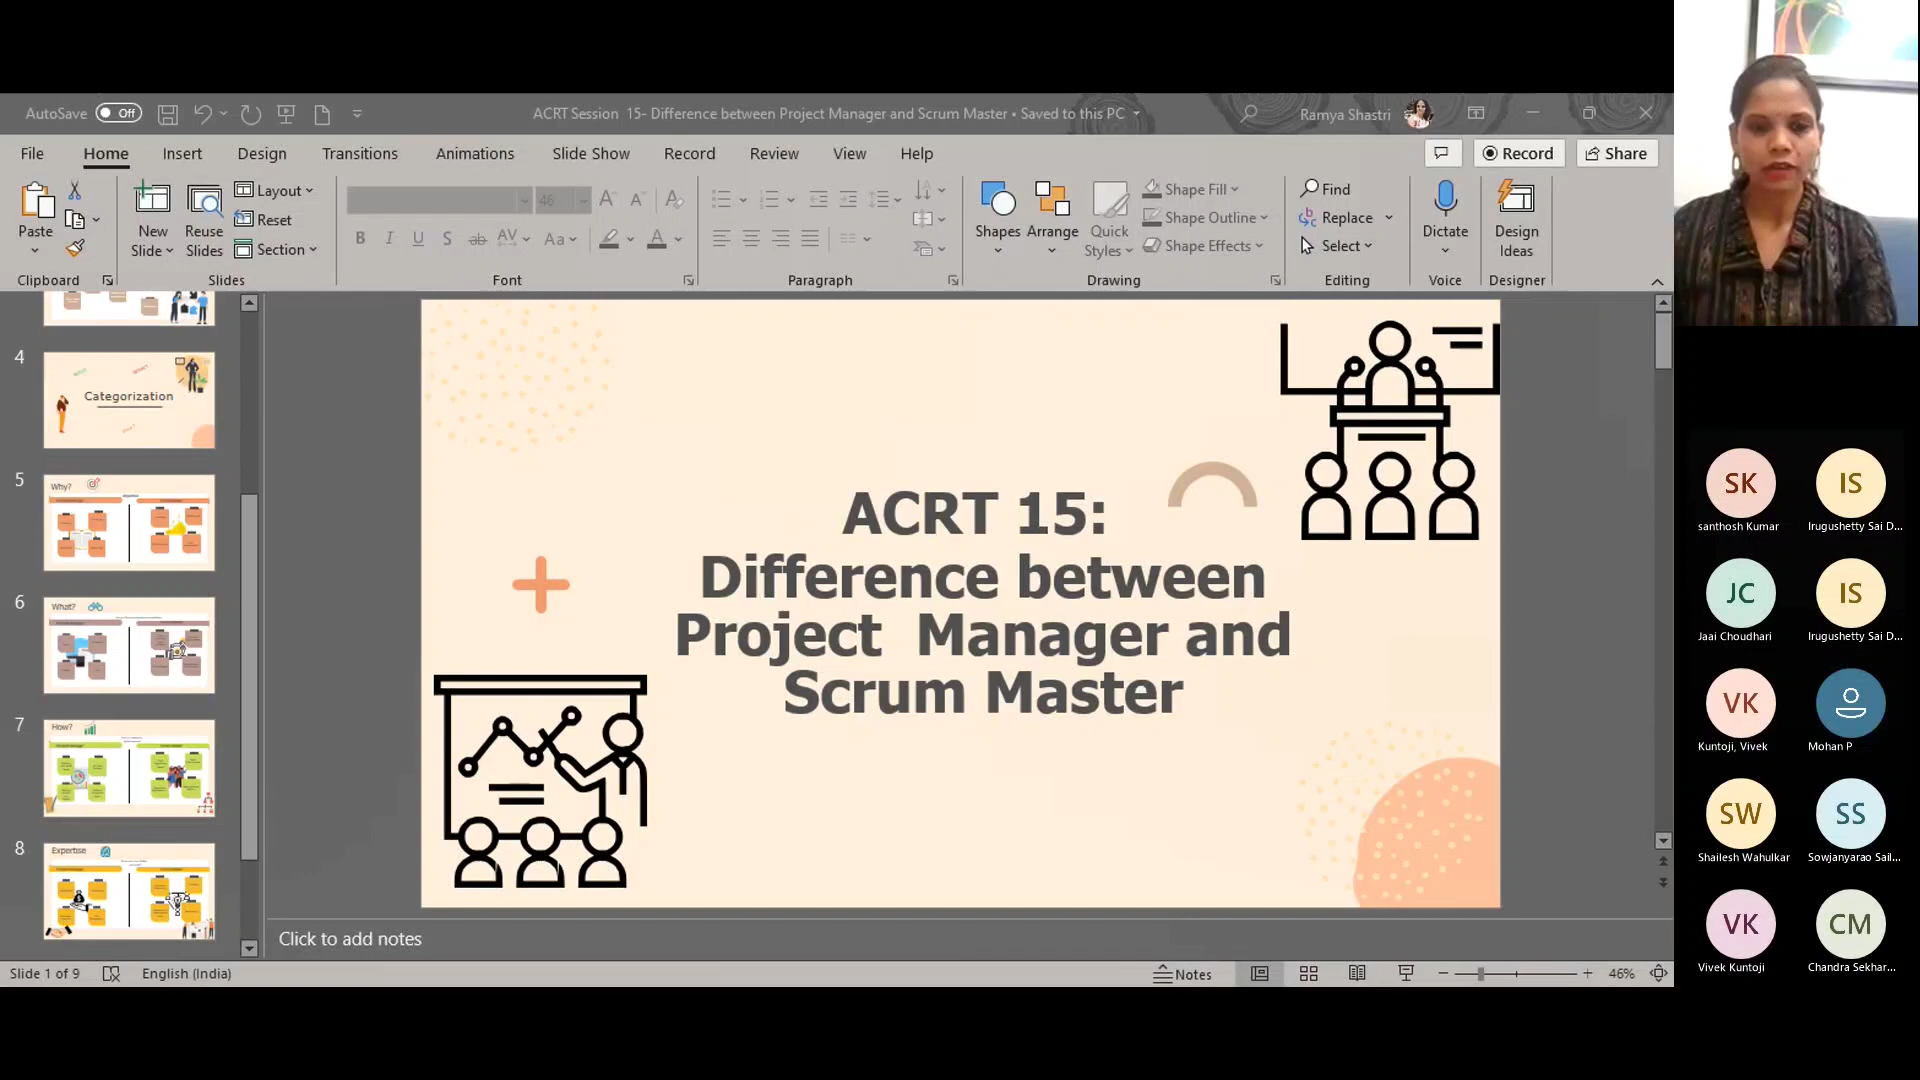 AutoSave Off
ACRT Session 15- Difference between Project Manager and Scrum Master • Saved to this PC
Ramya Shastri
File Home Insert Design Transitions Animations Slide Show Record Review View Help
Record Share
Paste
New Slide
Reuse Slides
Layout
Reset
Section
46
Shapes Arrange Quick Styles
Shape Fill
Shape Outline
Shape Effects
Find
Replace
Select
Dictate
Design Ideas
Clipboard Slides Font Paragraph Drawing Editing Voice Designer
4
Categorization
5
Why?
6
What?
7
How?
8
Expertise
ACRT 15:
Difference between
Project Manager and
Scrum Master
Click to add notes
Slide 1 of 9 English (India) Notes 46%
SK
santhosh Kumar
IS
Irugushetty Sai D...
JC
Jaai Choudhari
IS
Irugushetty Sai D...
VK
Kuntoji, Vivek
Mohan P
SW
Shailesh Wahulkar
SS
Sowjanyarao Sail...
VK
Vivek Kuntoji
CM
Chandra Sekhar...